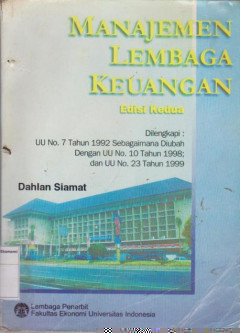 MANAJEMEN
LEMBAGA
KEUANGAN
Edisi Kedua
Dilengkapi :
UU No. 7 Tahun 1992 Sebagaimana Diubah
Dengan UU No. 10 Tahun 1998;
dan UU No. 23 Tahun 1999
Dahlan Siamat
Lembaga Penerbit
Fakultas Ekonomi Universitas Indonesia